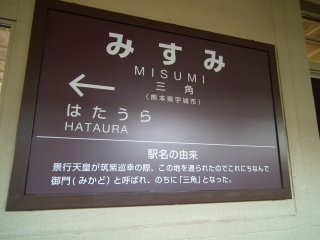 みすみ
MISUMI
三角
(熊本県宇城市)
←
はたうら
HATAURA
駅名の由来
景行天皇が筑紫巡幸の際、この地を通られたのでこれにちなんで
御門(みかど)と呼ばれ、のちに「三角」となった。